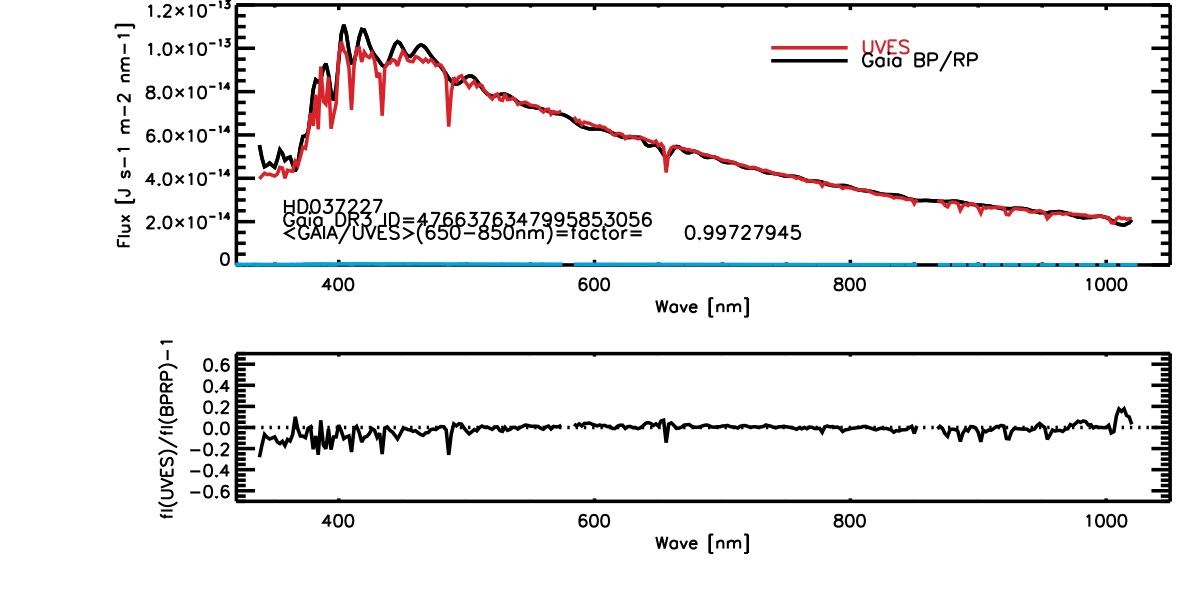 1.2×10−13
1.0×10−13
8.0×10−14
6.0×10−14
4.0×10−14
2.0×10−14
0
Flux [J s−1 m−2 nm−1]
UVES
Gaia BP/RP
HD037227
Gaia DR3 ID=4766376347995853056
<GAIA/UVES>(650−850nm)=factor= 0.99727945
400 600 800 1000
Wave [nm]
fl(UVES)/fl(BPRP)−1
0.6
0.4
0.2
0.0
−0.2
−0.4
−0.6
400 600 800 1000
Wave [nm]